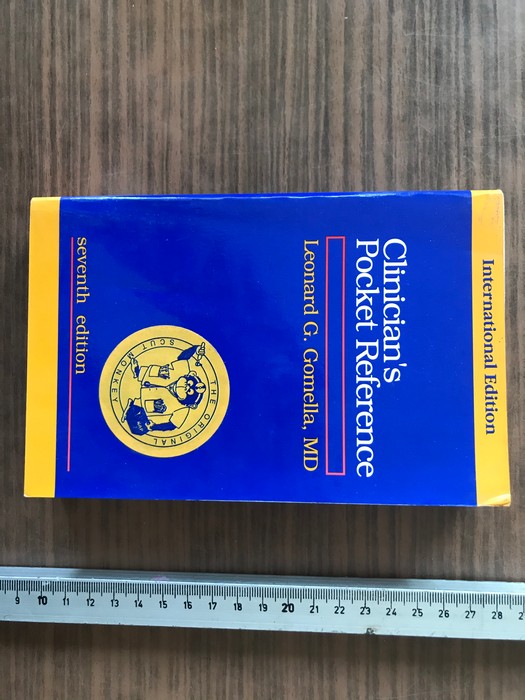 International Edition
Clinician's
Pocket Reference
Leonard G. Gomella, MD
THE ORIGINAL
SCUT MONKEY
seventh edition
9 10 11 12 13 14 15 16 17 18 19 20 21 22 23 24 25 26 27 28